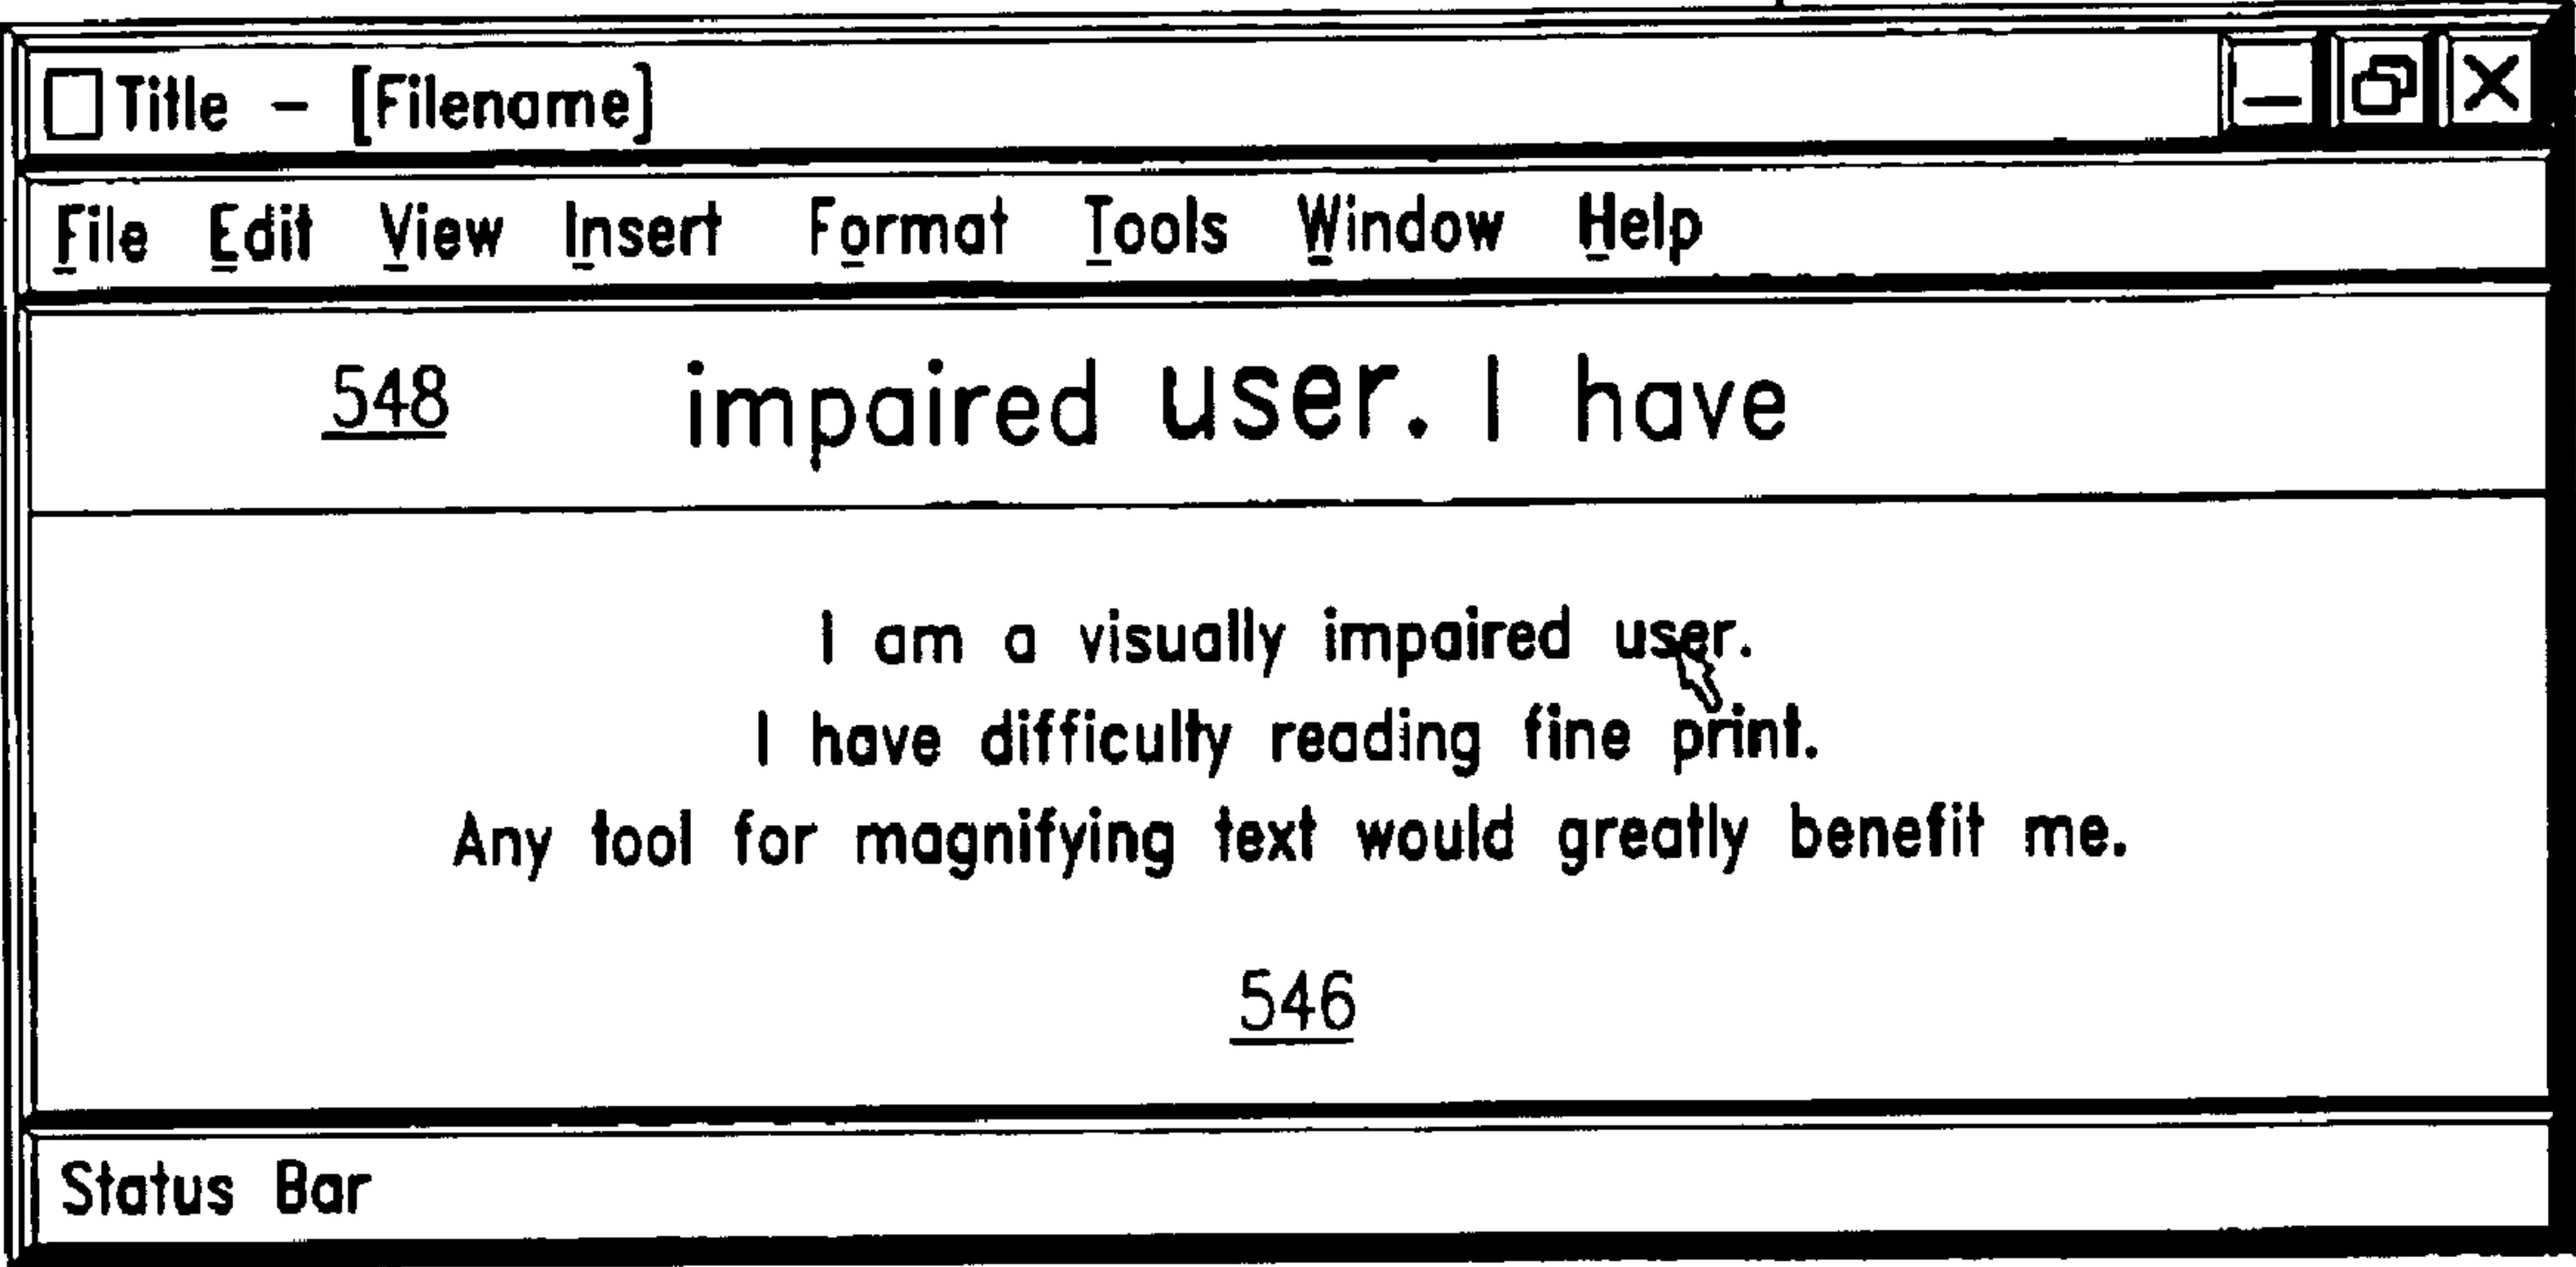 Title - [Filename]
File Edit View Insert Format Tools Window Help
548 impaired user. I have
I am a visually impaired user.
I have difficulty reading fine print.
Any tool for magnifying text would greatly benefit me.
546
Status Bar